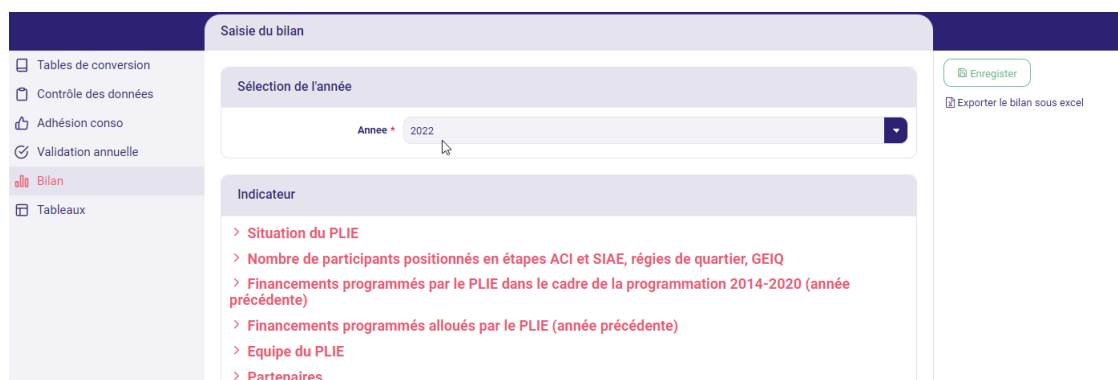 Saisie du bilan
Tables de conversion
Contrôle des données
Adhésion conso
Validation annuelle
Bilan
Tableaux
Sélection de l'année
Annee * 2022
Indicateur
Situation du PLIE
Nombre de participants positionnés en étapes ACI et SIAE, régies de quartier, GEIQ
Financements programmés par le PLIE dans le cadre de la programmation 2014-2020 (année
précédente)
Financements programmés alloués par le PLIE (année précédente)
Equipe du PLIE
Partenaires
Enregister
Exporter le bilan sous excel